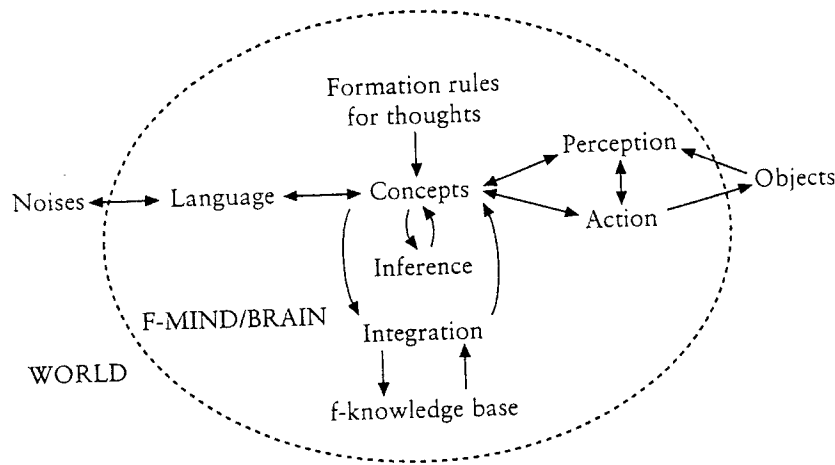 Formation rules
for thoughts
Perception
Objects
Noises
Language
Concepts
Action
Inference
F-MIND/BRAIN
Integration
WORLD
f-knowledge base